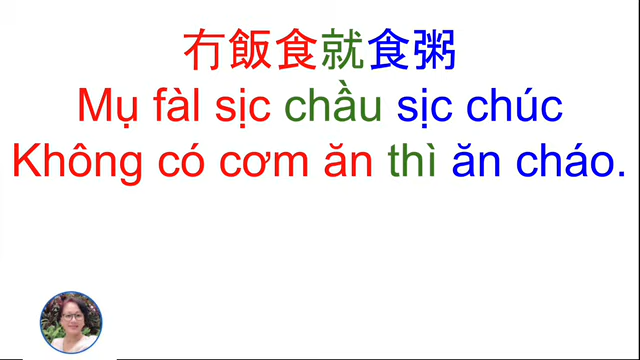 冇飯食就食粥
Mụ fàl sịc chầu sịc chúc
Không có cơm ăn thì ăn cháo.